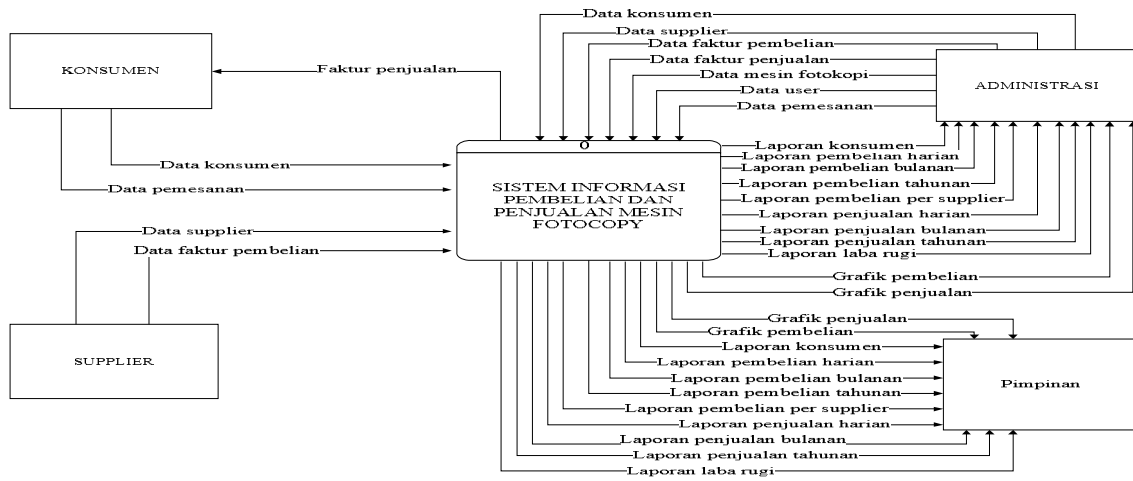 Data konsumen
Data supplier
Data faktur pembelian
Data faktur penjualan
Data mesin fotokopi
Data user
Data pemesanan
KONSUMEN
Faktur penjualan
ADMINISTRASI
Data konsumen
Data pemesanan
Data supplier
Data faktur pembelian
SUPPLIER
O
SISTEM INFORMASI
PEMBELIAN DAN
PENJUALAN MESIN
FOTOCOPY
Laporan konsumen
Laporan pembelian harian
Laporan pembelian bulanan
Laporan pembelian tahunan
Laporan pembelian per supplier
Laporan penjualan harian
Laporan penjualan bulanan
Laporan penjualan tahunan
Laporan laba rugi
Grafik pembelian
Grafik penjualan
Grafik penjualan
Grafik pembelian
Laporan konsumen
Laporan pembelian harian
Laporan pembelian bulanan
Laporan pembelian tahunan
Laporan pembelian per supplier
Laporan penjualan harian
Laporan penjualan bulanan
Laporan penjualan tahunan
Laporan laba rugi
Pimpinan